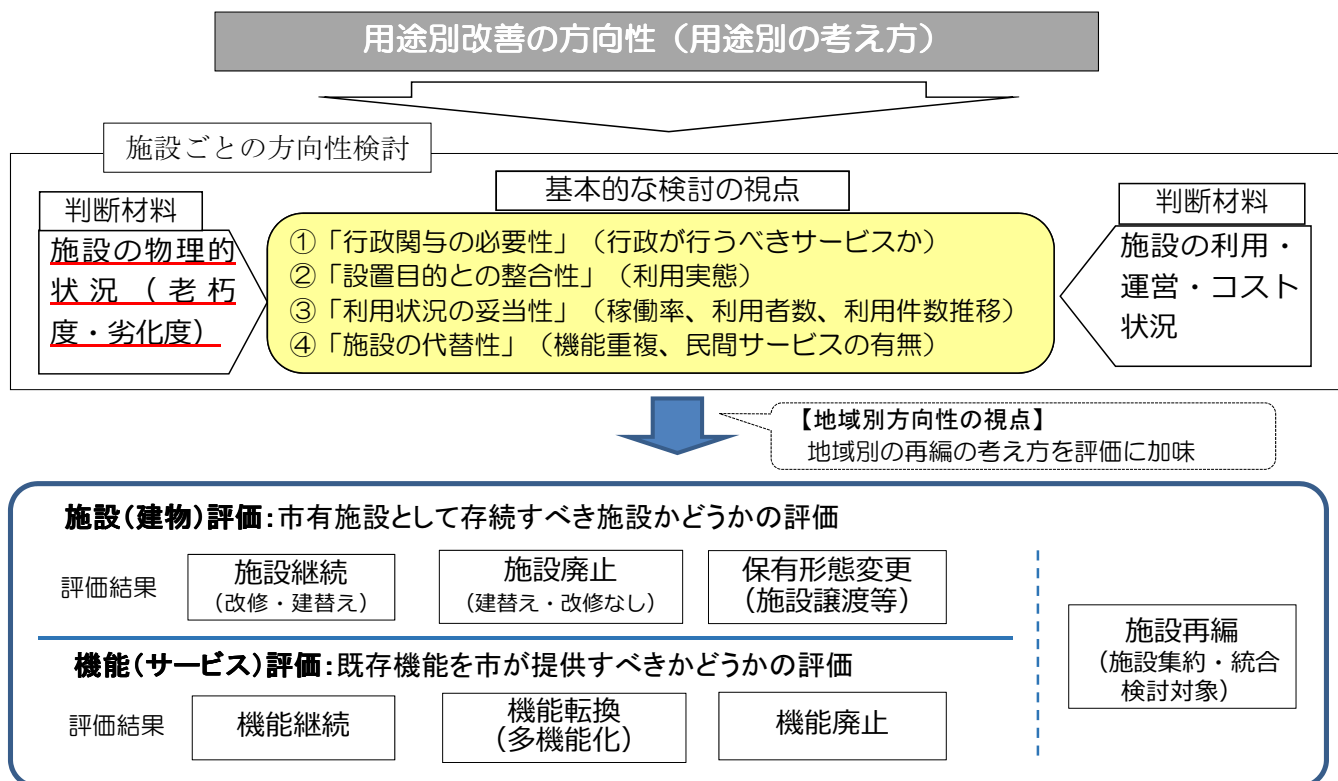 用途別改善の方向性（用途別の考え方）
施設ごとの方向性検討
判断材料
施設の物理的
状況（老朽
度・劣化度）
基本的な検討の視点
①「行政関与の必要性」（行政が行うべきサービスか）
②「設置目的との整合性」（利用実態）
③「利用状況の妥当性」（稼働率、利用者数、利用件数推移）
④「施設の代替性」（機能重複、民間サービスの有無）
判断材料
施設の利用・
運営・コスト
状況
【地域別方向性の視点】
地域別の再編の考え方を評価に加味
施設（建物）評価：市有施設として存続すべき施設かどうかの評価
評価結果
施設継続
（改修・建替え）
施設廃止
（建替え・改修なし）
保有形態変更
（施設譲渡等）
機能（サービス）評価：既存機能を市が提供すべきかどうかの評価
評価結果
機能継続
機能転換
（多機能化）
機能廃止
施設再編
（施設集約・統合
検討対象）